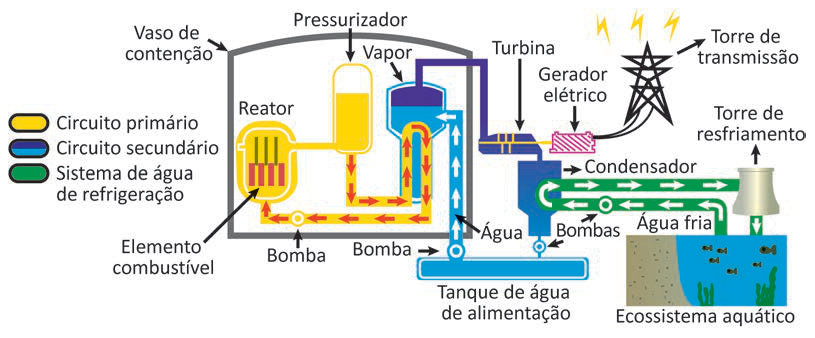 Pressurizador
Vaso de
contenção
Vapor
Turbina
Torre de
transmissão
Gerador
elétrico
Reator
Circuito primário
Circuito secundário
Sistema de água
de refrigeração
Torre de
resfriamento
Condensador
Elemento
combustível
Bomba
Bomba
Água
Bombas
Água fria
Tanque de água
de alimentação
Ecossistema aquático